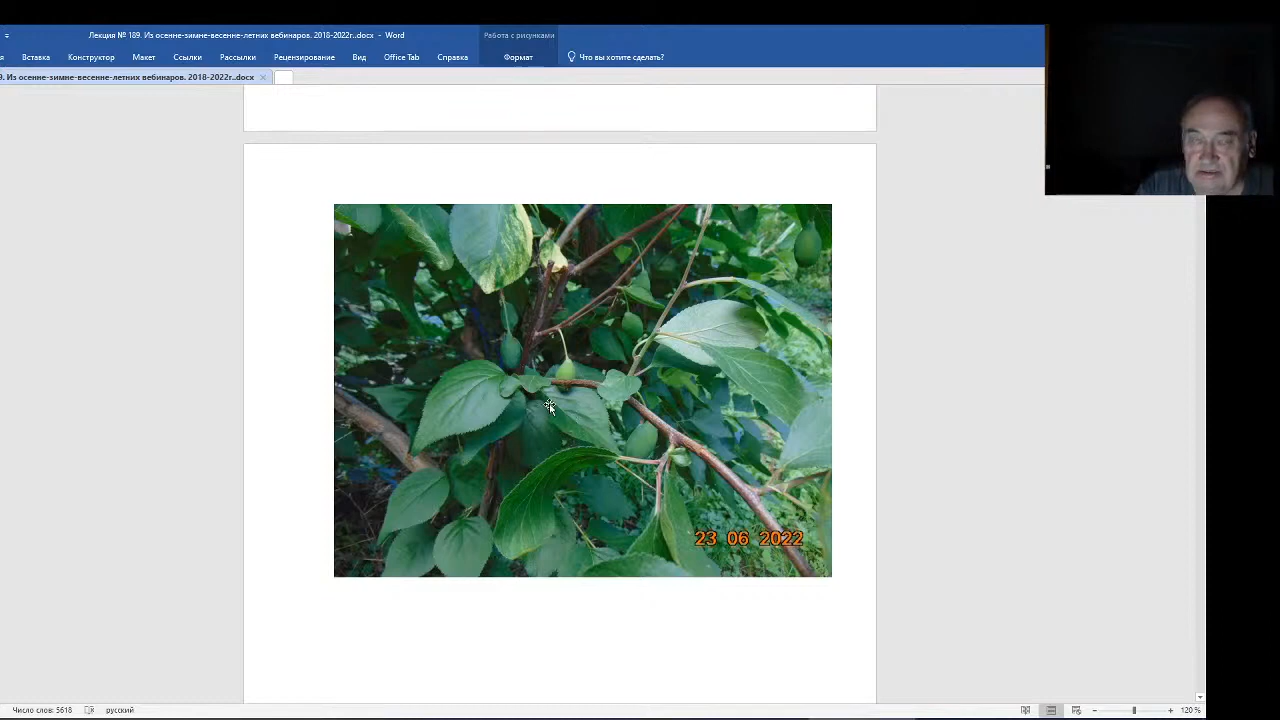 Лекция № 189. Из осенне-зимне-весенне-летних вебинаров. 2018-2022г..docx - Word
Работа с рисунками
Вставка Конструктор Макет Ссылки Рассылки Рецензирование Вид Office Tab Справка Формат Что вы хотите сделать?
9. Из осенне-зимне-весенне-летних вебинаров. 2018-2022г..docx
23 06 2022
Число слов: 5618 русский 120 %